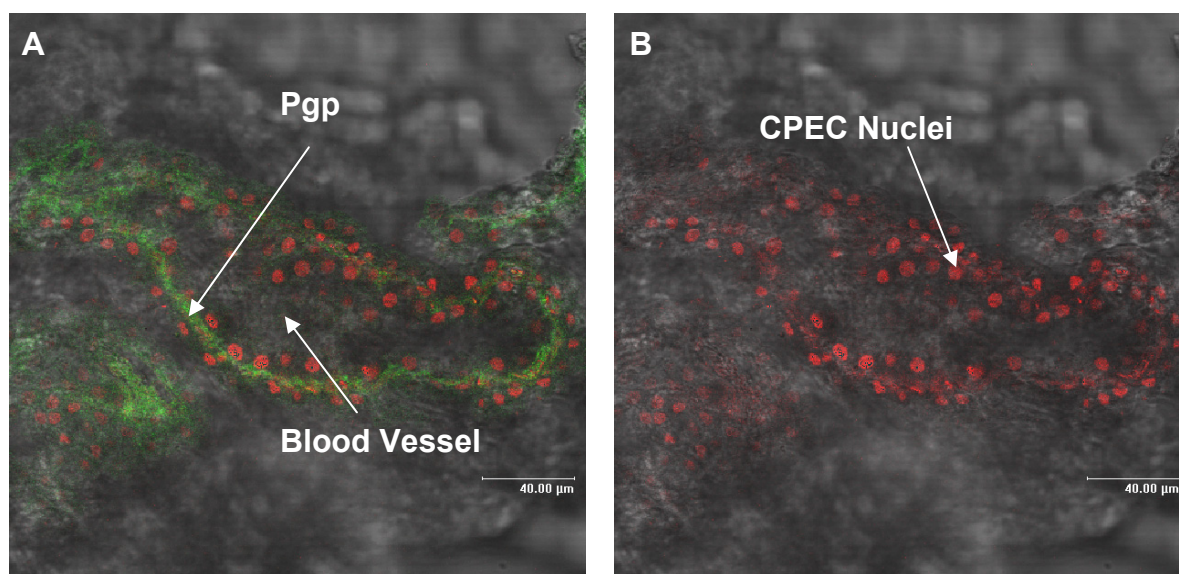 A
Pgp
Blood Vessel
40.00 µm
B
CPEC Nuclei
40.00 µm